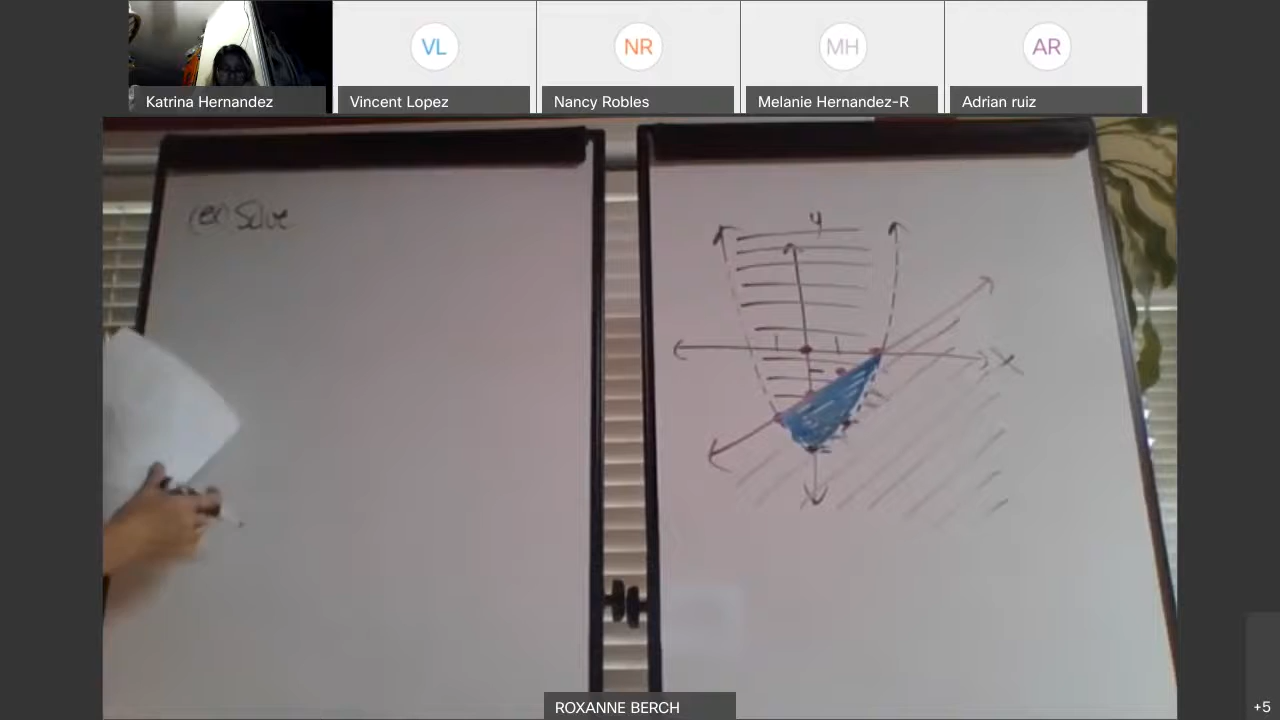 VL
NR
MH
AR
Katrina Hernandez
Vincent Lopez
Nancy Robles
Melanie Hernandez-R
Adrian ruiz
(ex) Solve
y
x
ROXANNE BERCH
+5